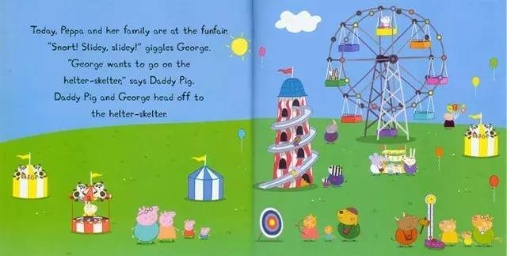 Today, Peppa and her family are at the funfair.
"Snort! Slidey, slidey!" giggles George.
"George wants to go on the
helter-skelter," says Daddy Pig.
Daddy Pig and George head off to
the helter-skelter.